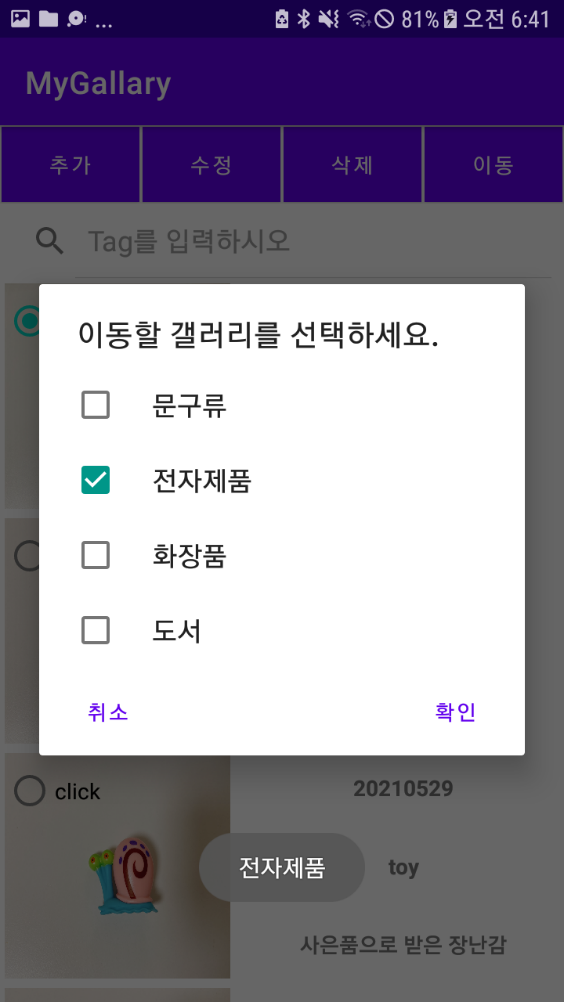 ... 81% 오전 6:41
MyGallary
추가 수정 삭제 이동
Tag를 입력하시오
이동할 갤러리를 선택하세요.
문구류
전자제품
화장품
도서
취소 확인
click 20210529
전자제품 toy
사은품으로 받은 장난감